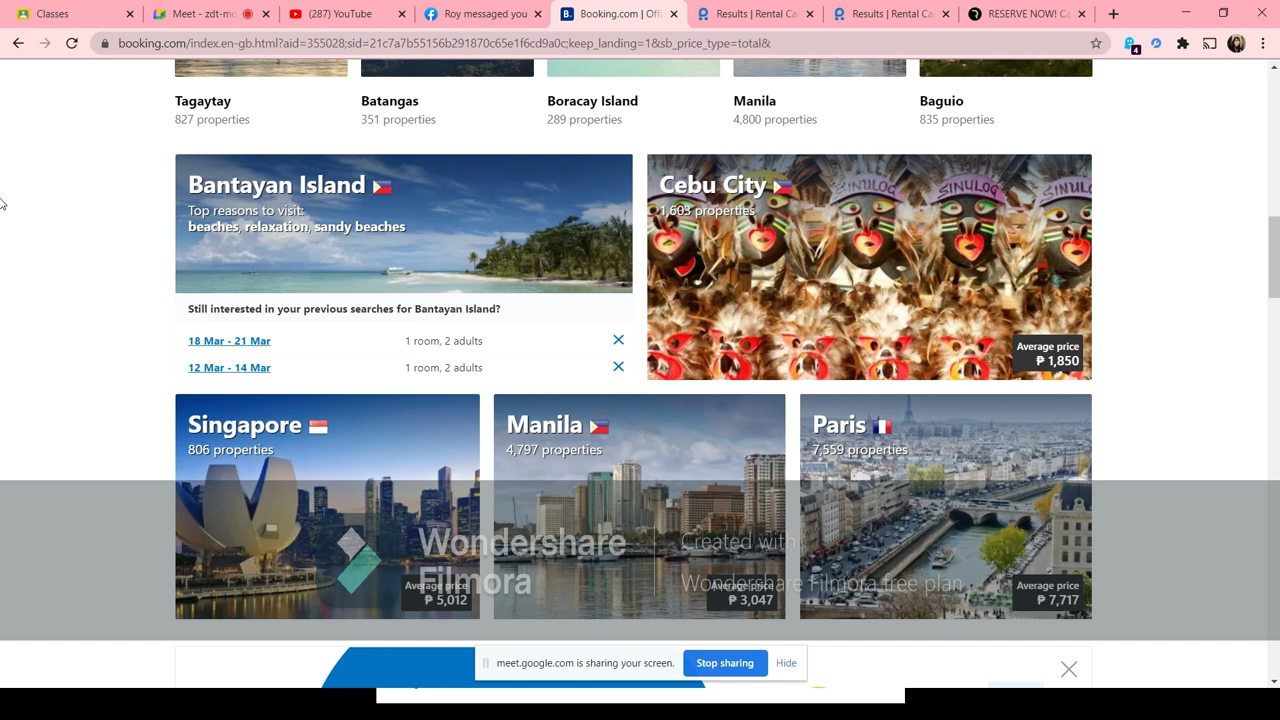 Classes
Meet - zdt-mc
(287) YouTube
Roy messaged you
Booking.com | Offi
Results | Rental Ca
Results | Rental Ca
RESERVE NOW! Ca
booking.com/index.en-gb.html?aid=355028;sid=21c7a7b55156b291870c65e1f6cd9a0c;keep_landing=1&sb_price_type=total&
4
Tagaytay
827 properties
Batangas
351 properties
Boracay Island
289 properties
Manila
4,800 properties
Baguio
835 properties
Bantayan Island
Top reasons to visit:
beaches, relaxation, sandy beaches
Still interested in your previous searches for Bantayan Island?
18 Mar - 21 Mar
1 room, 2 adults
12 Mar - 14 Mar
1 room, 2 adults
Cebu City
1,603 properties
SINULOG
SINULOG
Average price
₱ 1,850
Singapore
806 properties
Average price
₱ 5,012
Manila
4,797 properties
Average price
₱ 3,047
Paris
7,559 properties
Average price
₱ 7,717
Wondershare
Filmora
Created with
Wondershare Filmora free plan
meet.google.com is sharing your screen.
Stop sharing
Hide